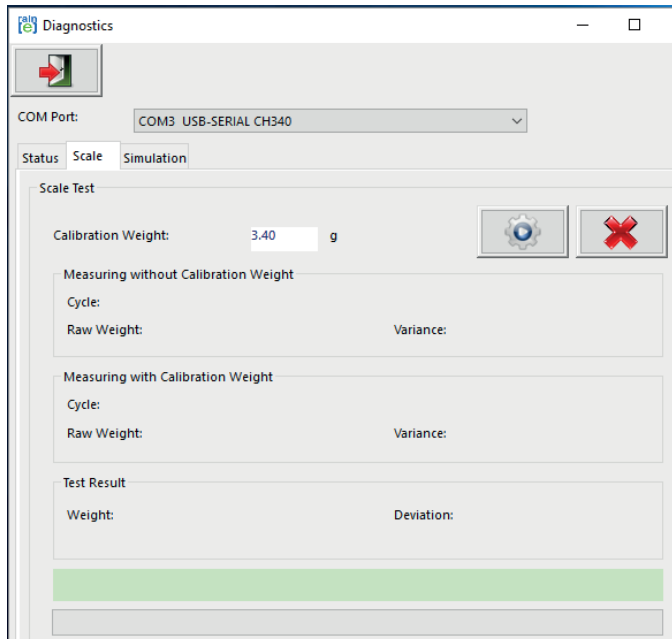 Diagnostics
COM Port: COM3 USB-SERIAL CH340
Status Scale Simulation
Scale Test
Calibration Weight: 3.40 g
Measuring without Calibration Weight
Cycle:
Raw Weight: Variance:
Measuring with Calibration Weight
Cycle:
Raw Weight: Variance:
Test Result
Weight: Deviation: